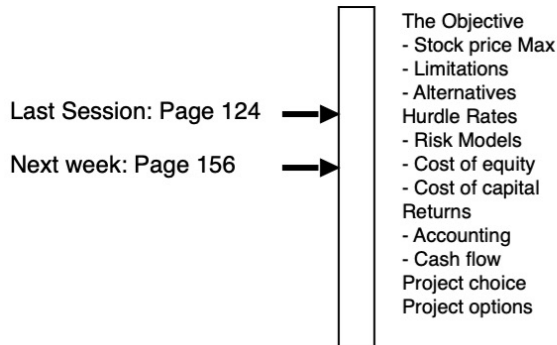 Last Session: Page 124
Next week: Page 156
The Objective
- Stock price Max
- Limitations
- Alternatives
Hurdle Rates
- Risk Models
- Cost of equity
- Cost of capital
Returns
- Accounting
- Cash flow
Project choice
Project options